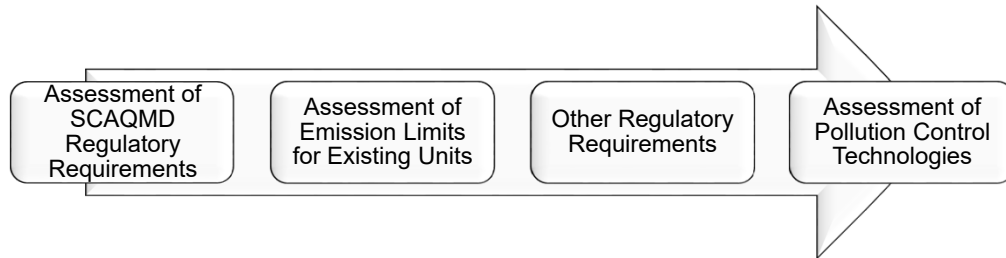 Assessment of
SCAQMD
Regulatory
Requirements
Assessment of
Emission Limits
for Existing Units
Other Regulatory
Requirements
Assessment of
Pollution Control
Technologies